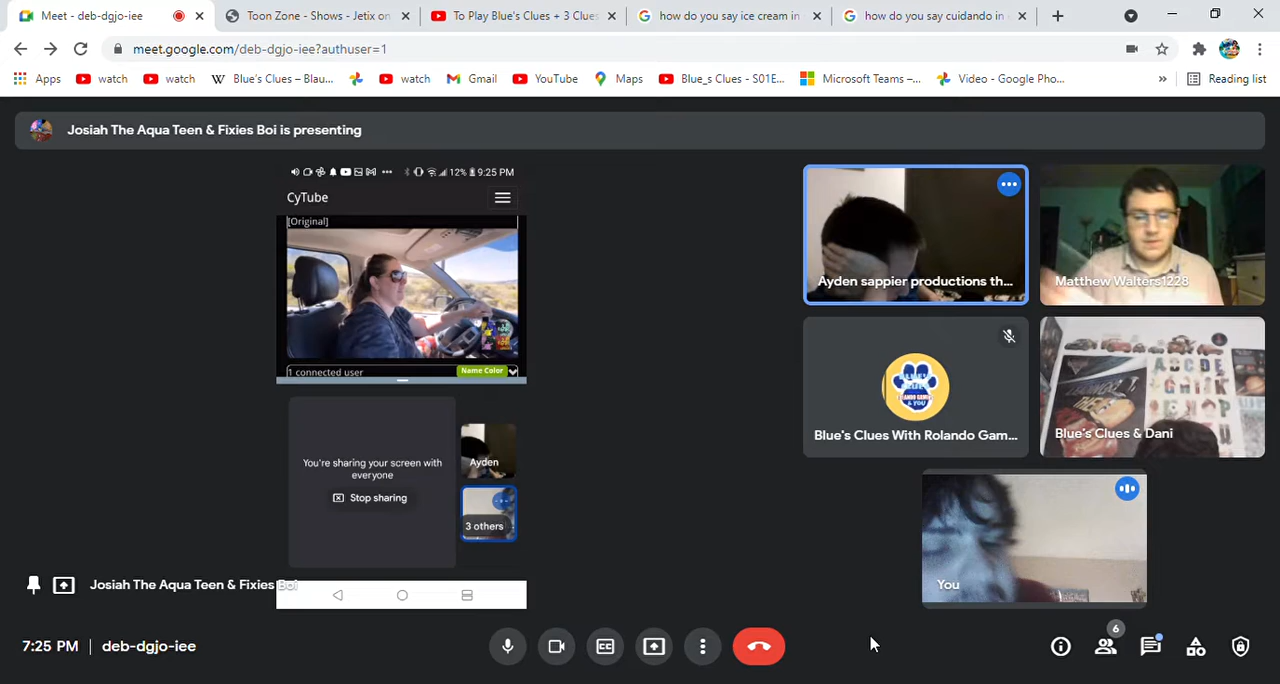 Meet - deb-dgjo-iee
Toon Zone - Shows - Jetix on
To Play Blue's Clues + 3 Clues
how do you say ice cream in
how do you say cuidando in
meet.google.com/deb-dgjo-iee?authuser=1
Apps
watch
watch
Blue's Clues – Blau...
watch
Gmail
YouTube
Maps
Blue_s Clues - S01E...
Microsoft Teams –...
Video - Google Pho...
»
Reading list
Josiah The Aqua Teen & Fixies Boi is presenting
12% 9:25 PM
CyTube
[Original]
1 connected user
Name Color
You're sharing your screen with
everyone
Stop sharing
Ayden
3 others
Josiah The Aqua Teen & Fixies Boi
Ayden sappier productions th...
Matthew Walters1228
BLUE'S
CLUES
& YOU
Blue's Clues With Rolando Gam...
A B C D E
Blue's Clues & Dani
You
7:25 PM | deb-dgjo-iee
CC
6